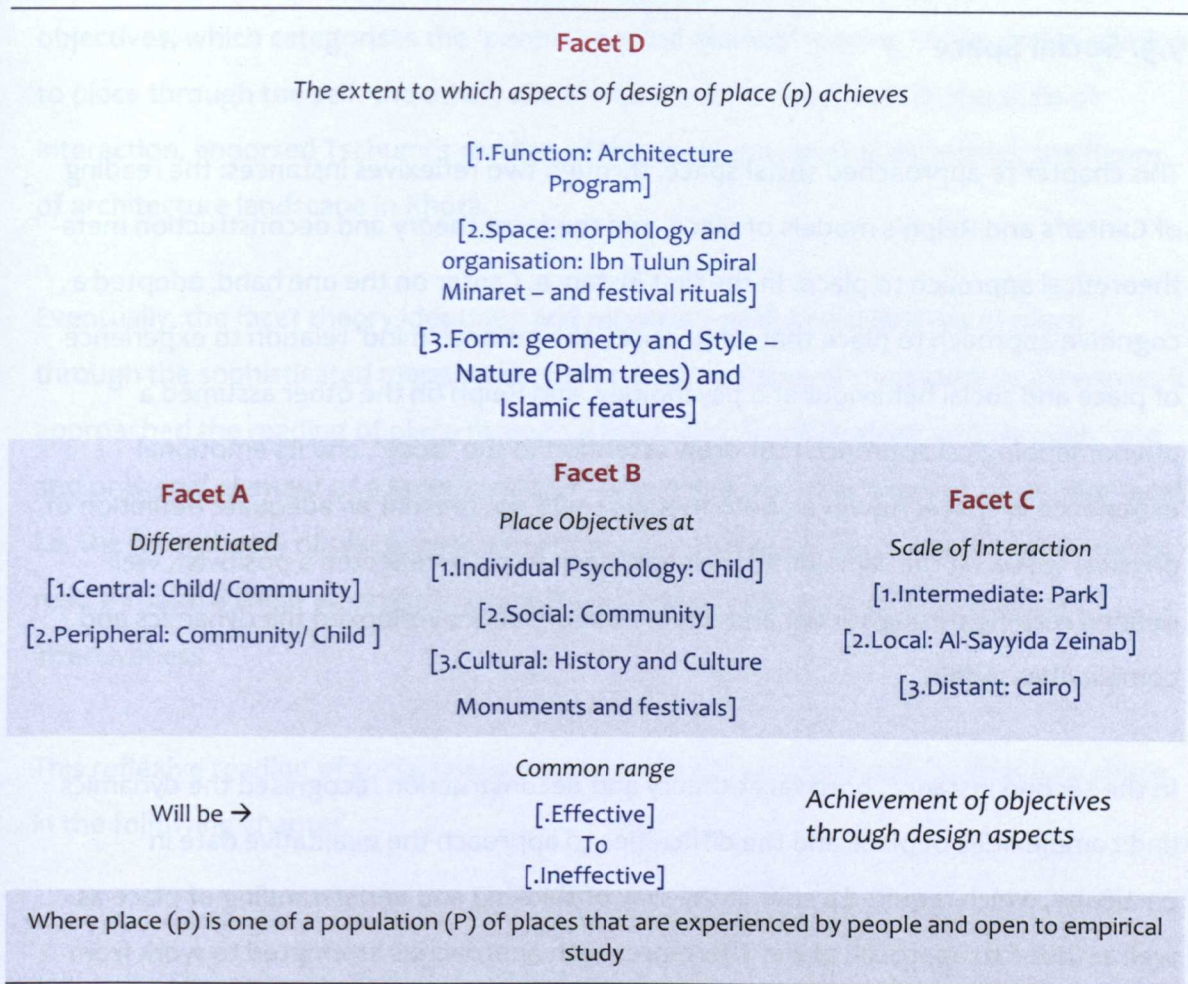 Facet D
The extent to which aspects of design of place (p) achieves
[1.Function: Architecture
Program]
[2.Space: morphology and
organisation: Ibn Tulun Spiral
Minaret – and festival rituals]
[3.Form: geometry and Style –
Nature (Palm trees) and
Islamic features]
Facet A
Differentiated
[1.Central: Child/ Community]
[2.Peripheral: Community/ Child ]
Facet B
Place Objectives at
[1.Individual Psychology: Child]
[2.Social: Community]
[3.Cultural: History and Culture
Monuments and festivals]
Facet C
Scale of Interaction
[1.Intermediate: Park]
[2.Local: Al-Sayyida Zeinab]
[3.Distant: Cairo]
Will be →
Common range
[.Effective]
To
[.Ineffective]
Achievement of objectives
through design aspects
Where place (p) is one of a population (P) of places that are experienced by people and open to empirical
study